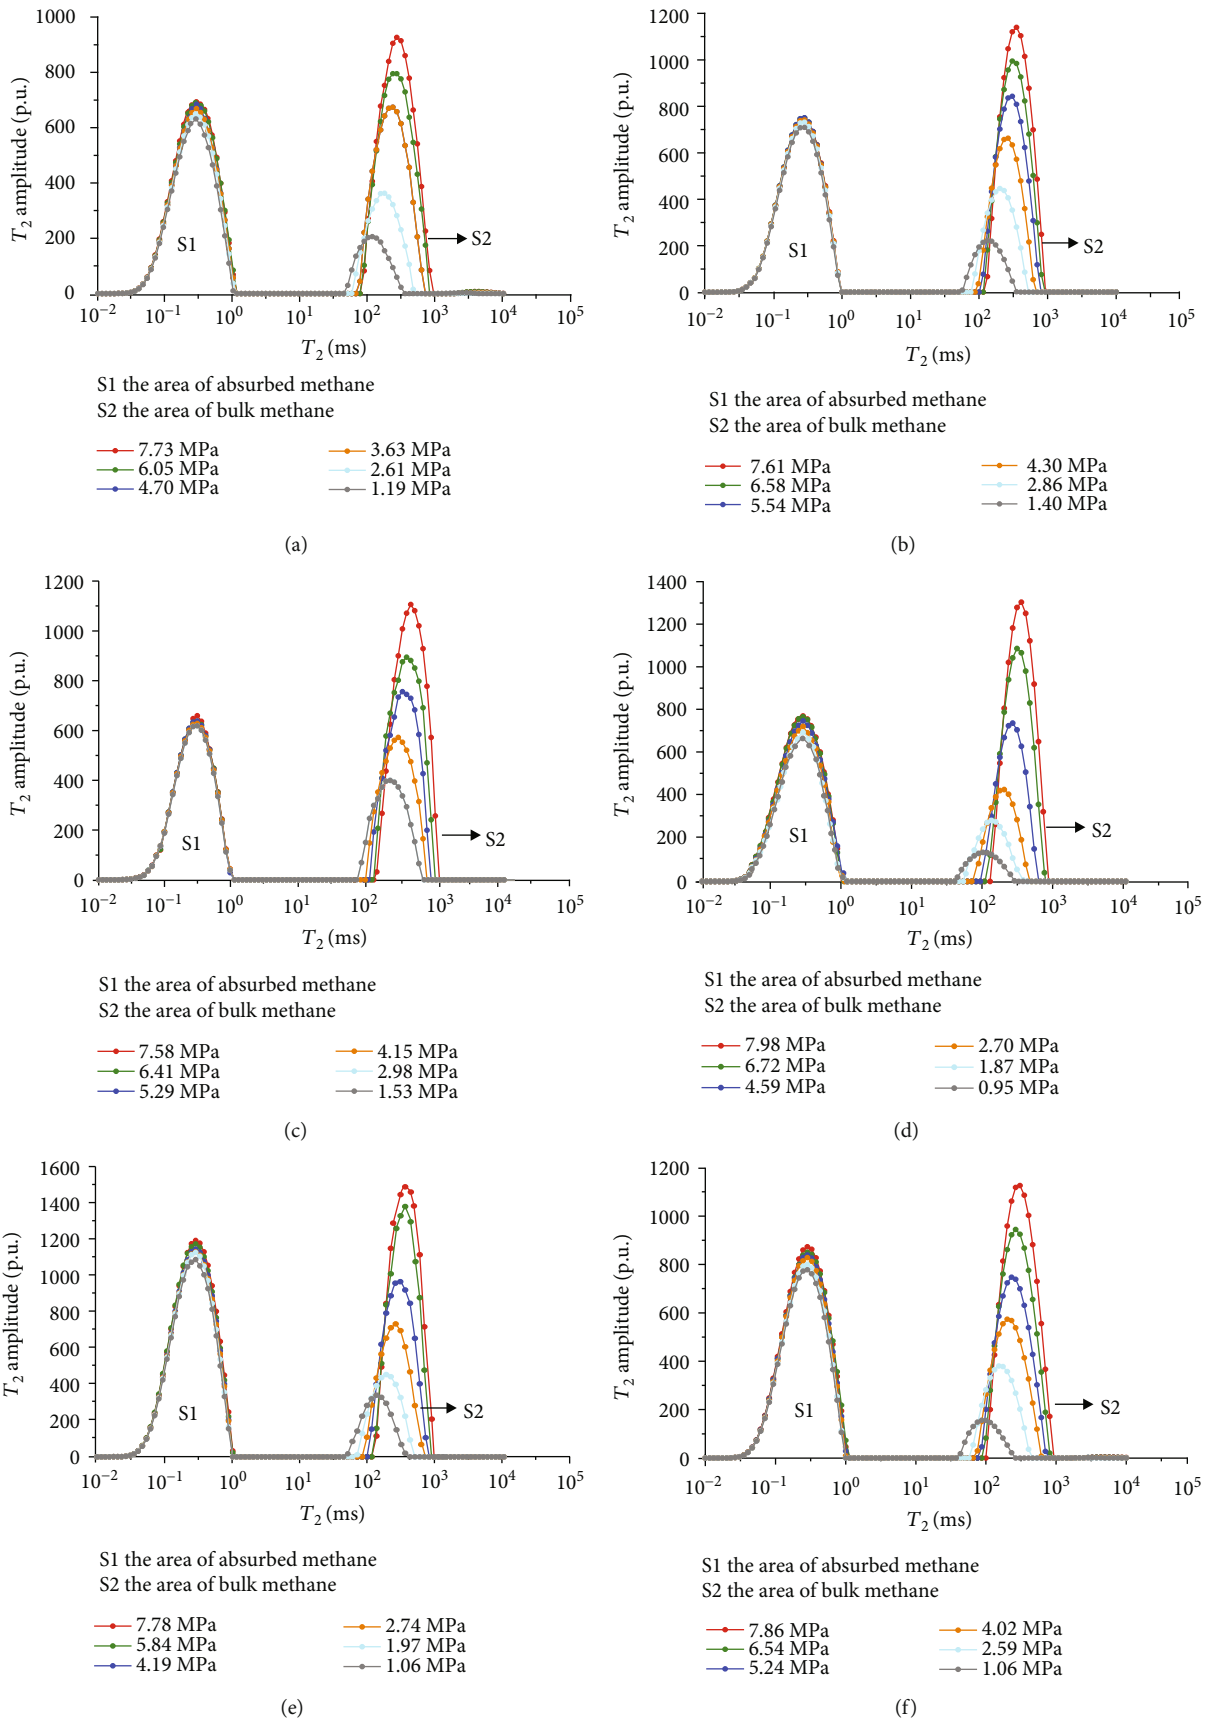 1000
800
600
400
200
0
T2 amplitude (p.u.)
S1
S2
10−2 10−1 100 101 102 103 104 105
T2 (ms)
S1 the area of absurbed methane
S2 the area of bulk methane
7.73 MPa 3.63 MPa
6.05 MPa 2.61 MPa
4.70 MPa 1.19 MPa
(a)
1200
1000
800
600
400
200
0
T2 amplitude (p.u.)
S1
S2
10−2 10−1 100 101 102 103 104 105
T2 (ms)
S1 the area of absurbed methane
S2 the area of bulk methane
7.61 MPa 4.30 MPa
6.58 MPa 2.86 MPa
5.54 MPa 1.40 MPa
(b)
1200
1000
800
600
400
200
0
T2 amplitude (p.u.)
S1
S2
10−2 10−1 100 101 102 103 104 105
T2 (ms)
S1 the area of absurbed methane
S2 the area of bulk methane
7.58 MPa 4.15 MPa
6.41 MPa 2.98 MPa
5.29 MPa 1.53 MPa
(c)
1400
1200
1000
800
600
400
200
0
T2 amplitude (p.u.)
S1
S2
10−2 10−1 100 101 102 103 104 105
T2 (ms)
S1 the area of absurbed methane
S2 the area of bulk methane
7.98 MPa 2.70 MPa
6.72 MPa 1.87 MPa
4.59 MPa 0.95 MPa
(d)
1600
1400
1200
1000
800
600
400
200
0
T2 amplitude (p.u.)
S1
S2
10−2 10−1 100 101 102 103 104 105
T2 (ms)
S1 the area of absurbed methane
S2 the area of bulk methane
7.78 MPa 2.74 MPa
5.84 MPa 1.97 MPa
4.19 MPa 1.06 MPa
(e)
1200
1000
800
600
400
200
0
T2 amplitude (p.u.)
S1
S2
10−2 10−1 100 101 102 103 104 105
T2 (ms)
S1 the area of absurbed methane
S2 the area of bulk methane
7.86 MPa 4.02 MPa
6.54 MPa 2.59 MPa
5.24 MPa 1.06 MPa
(f)